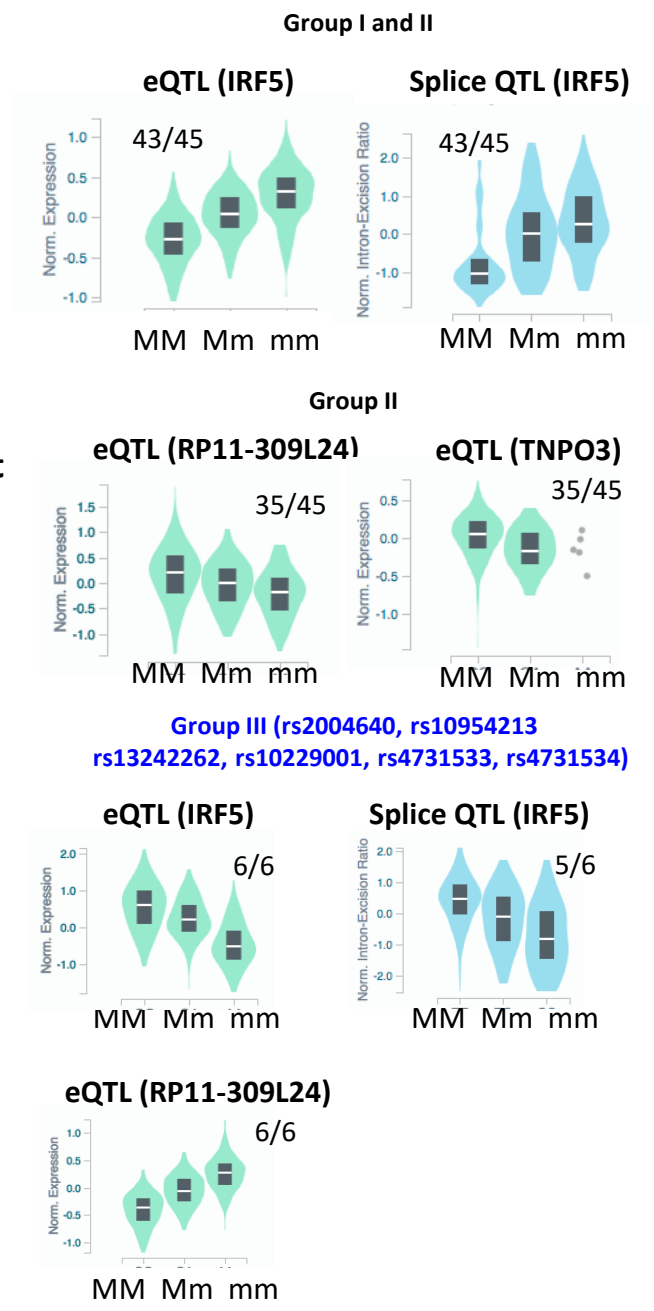 Group I and II
eQTL (IRF5)
Splice QTL (IRF5)
Norm. Expression
1.0
0.5
0.0
-0.5
-1.0
43/45
MM Mm mm
Norm. Intron-Excision Ratio
2.0
1.0
0.0
-1.0
43/45
MM Mm mm
Group II
t
eQTL (RP11-309L24)
eQTL (TNPO3)
Norm. Expression
1.5
1.0
0.5
0.0
-0.5
-1.0
35/45
MM Mm mm
Norm. Expression
0.5
0.0
-0.5
-1.0
35/45
MM Mm mm
Group III (rs2004640, rs10954213
rs13242262, rs10229001, rs4731533, rs4731534)
eQTL (IRF5)
Splice QTL (IRF5)
Norm. Expression
2.0
1.0
0.0
-1.0
6/6
MM Mm mm
Norm. Intron-Excision Ratio
2.0
1.0
0.0
-1.0
-2.0
5/6
MM Mm mm
eQTL (RP11-309L24)
Norm. Expression
1.0
0.5
0.0
-0.5
-1.0
6/6
MM Mm mm